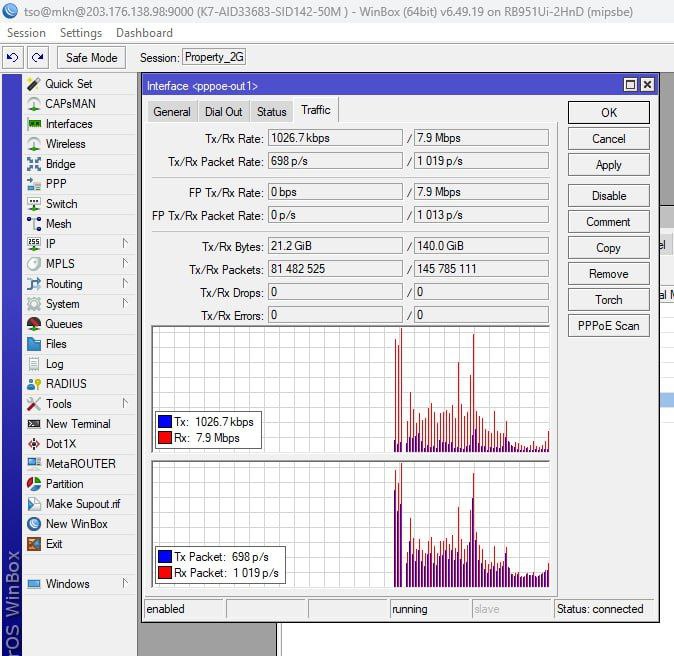 tso@mkn@203.176.138.98:9000 (K7-AID33683-SID142-50M ) - WinBox (64bit) v6.49.19 on RB951Ui-2HnD (mipsbe)
Session Settings Dashboard
Safe Mode Session: Property_2G
Quick Set
CAPsMAN
Interfaces
Wireless
Bridge
PPP
Switch
Mesh
IP
MPLS
Routing
System
Queues
Files
Log
RADIUS
Tools
New Terminal
Dot1X
MetaROUTER
Partition
Make Supout.rif
New WinBox
Exit
Windows
OS WinBox
Interface <pppoe-out1>
General Dial Out Status Traffic
Tx/Rx Rate: 1026.7 kbps / 7.9 Mbps
Tx/Rx Packet Rate: 698 p/s / 1 019 p/s
FP Tx/Rx Rate: 0 bps / 7.9 Mbps
FP Tx/Rx Packet Rate: 0 p/s / 1 013 p/s
Tx/Rx Bytes: 21.2 GiB / 140.0 GiB
Tx/Rx Packets: 81 482 525 / 145 785 111
Tx/Rx Drops: 0 / 0
Tx/Rx Errors: 0 / 0
Tx: 1026.7 kbps
Rx: 7.9 Mbps
Tx Packet: 698 p/s
Rx Packet: 1 019 p/s
enabled running slave Status: connected
OK
Cancel
Apply
Disable
Comment
Copy
Remove
Torch
PPPoE Scan